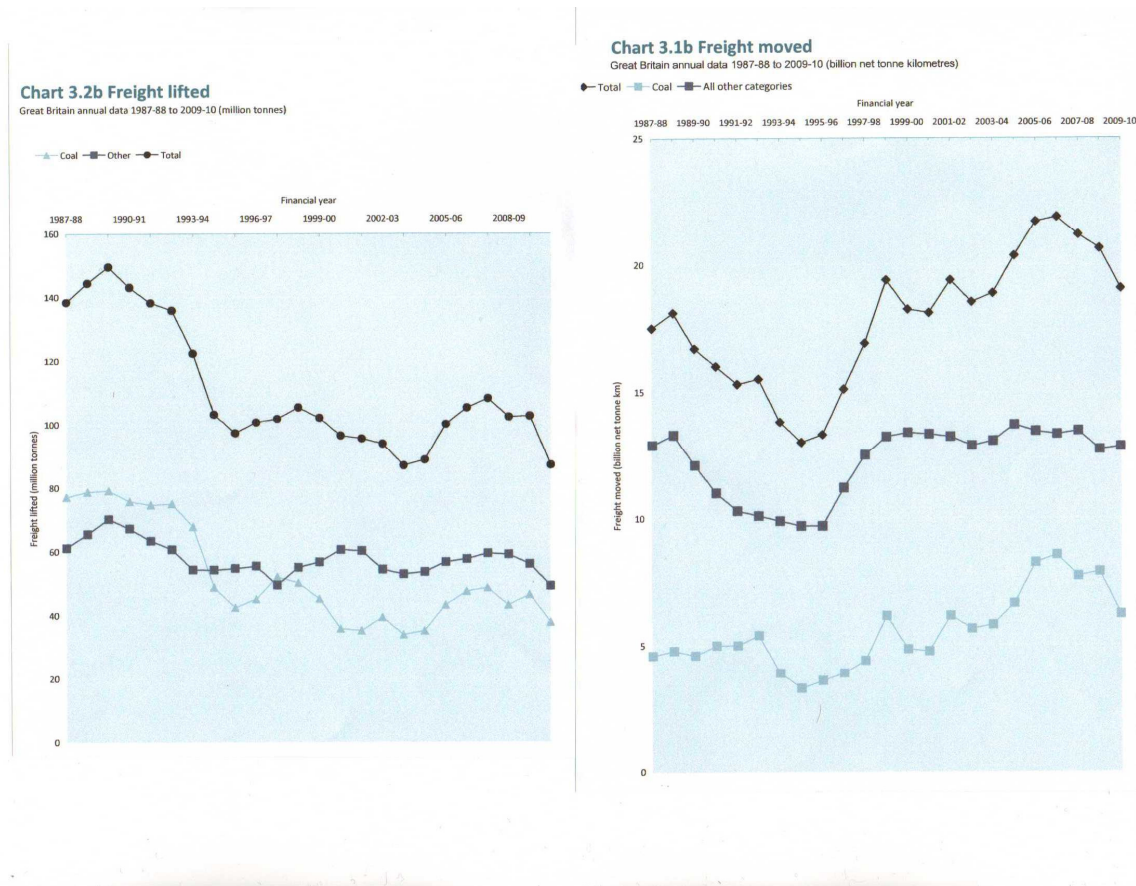 Chart 3.2b Freight lifted
Great Britain annual data 1987-88 to 2009-10 (million tonnes)
Coal Other Total
Financial year
1987-88 1990-91 1993-94 1996-97 1999-00 2002-03 2005-06 2008-09
160
140
120
100
80
60
40
20
0
Freight lifted (million tonnes)
Chart 3.1b Freight moved
Great Britain annual data 1987-88 to 2009-10 (billion net tonne kilometres)
Total Coal All other categories
Financial year
1987-88 1989-90 1991-92 1993-94 1995-96 1997-98 1999-00 2001-02 2003-04 2005-06 2007-08 2009-10
25
20
15
10
5
0
Freight moved (billion net tonne km)